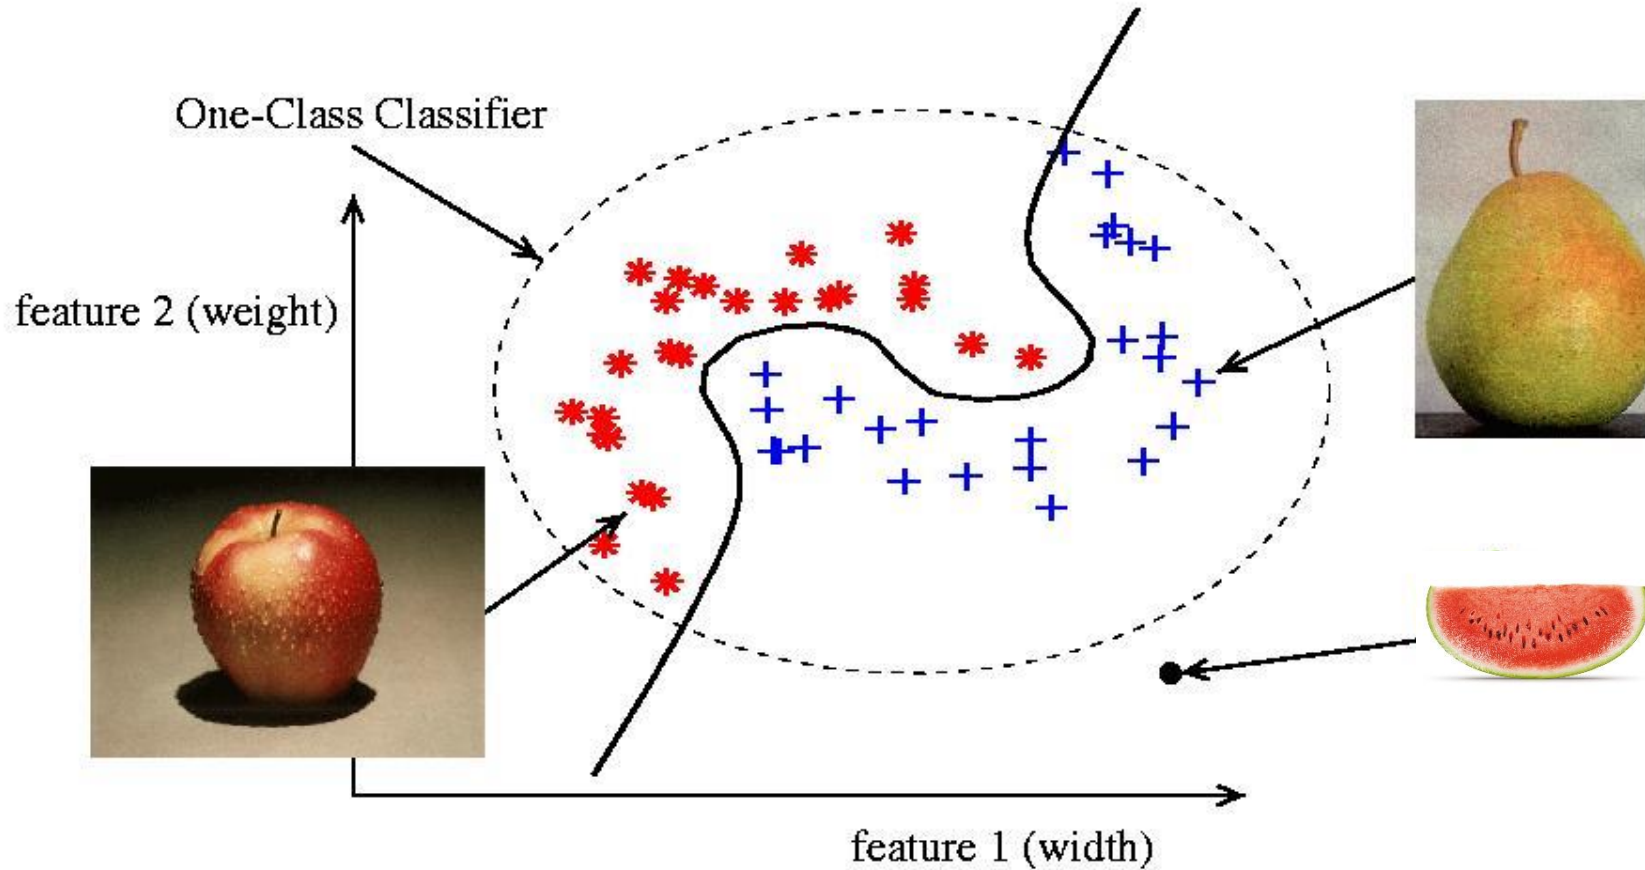 One-Class Classifier
feature 2 (weight)
feature 1 (width)